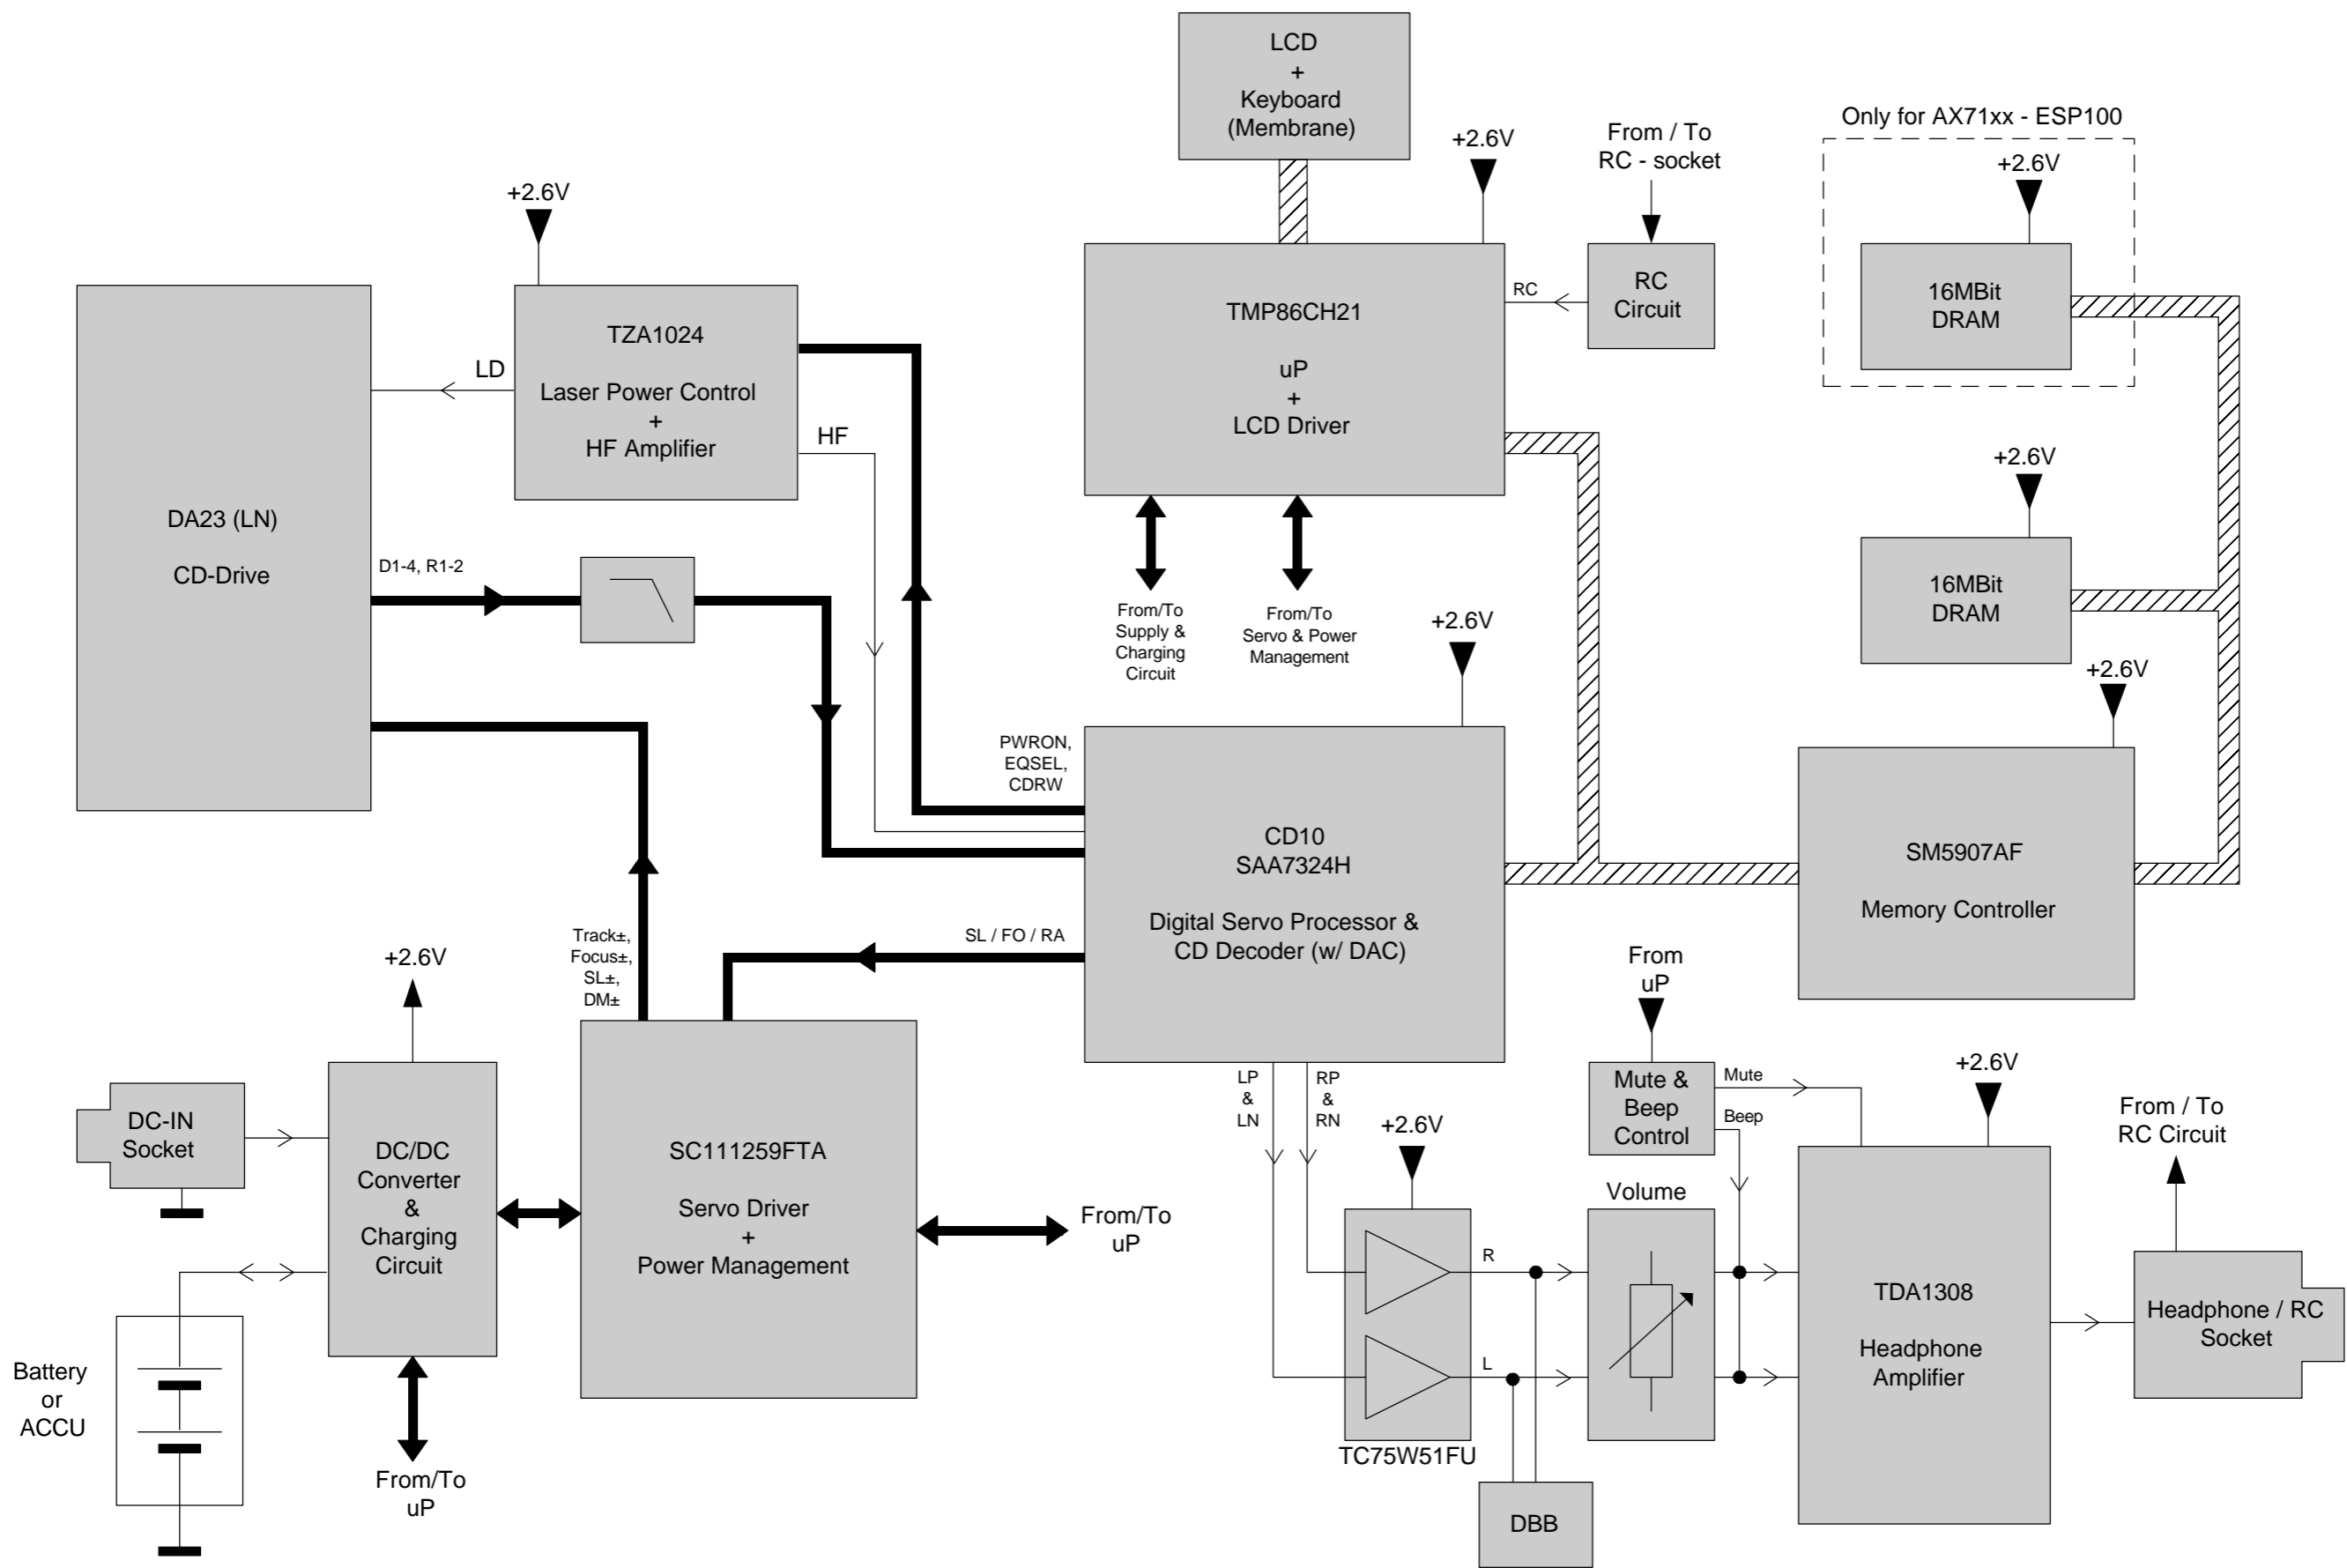 LCD
+
Keyboard
(Membrane)
+2.6V
From / To
RC - socket
Only for AX71xx - ESP100
+2.6V
16MBit
DRAM
+2.6V
TZA1024
Laser Power Control
+
HF Amplifier
LD
HF
TMP86CH21
uP
+
LCD Driver
RC
RC
Circuit
DA23 (LN)
CD-Drive
D1-4, R1-2
From/To
Supply &
Charging
Circuit
From/To
Servo & Power
Management
+2.6V
+2.6V
16MBit
DRAM
+2.6V
PWRON,
EQSEL,
CDRW
CD10
SAA7324H
Digital Servo Processor &
CD Decoder (w/ DAC)
SM5907AF
Memory Controller
SL / FO / RA
Track±,
Focus±,
SL±,
DM±
+2.6V
DC-IN
Socket
DC/DC
Converter
&
Charging
Circuit
SC111259FTA
Servo Driver
+
Power Management
From/To
uP
Battery
or
ACCU
From/To
uP
LP
&
LN
RP
&
RN
+2.6V
R
L
TC75W51FU
DBB
From
uP
Mute &
Beep
Control
Mute
Beep
Volume
+2.6V
TDA1308
Headphone
Amplifier
From / To
RC Circuit
Headphone / RC
Socket